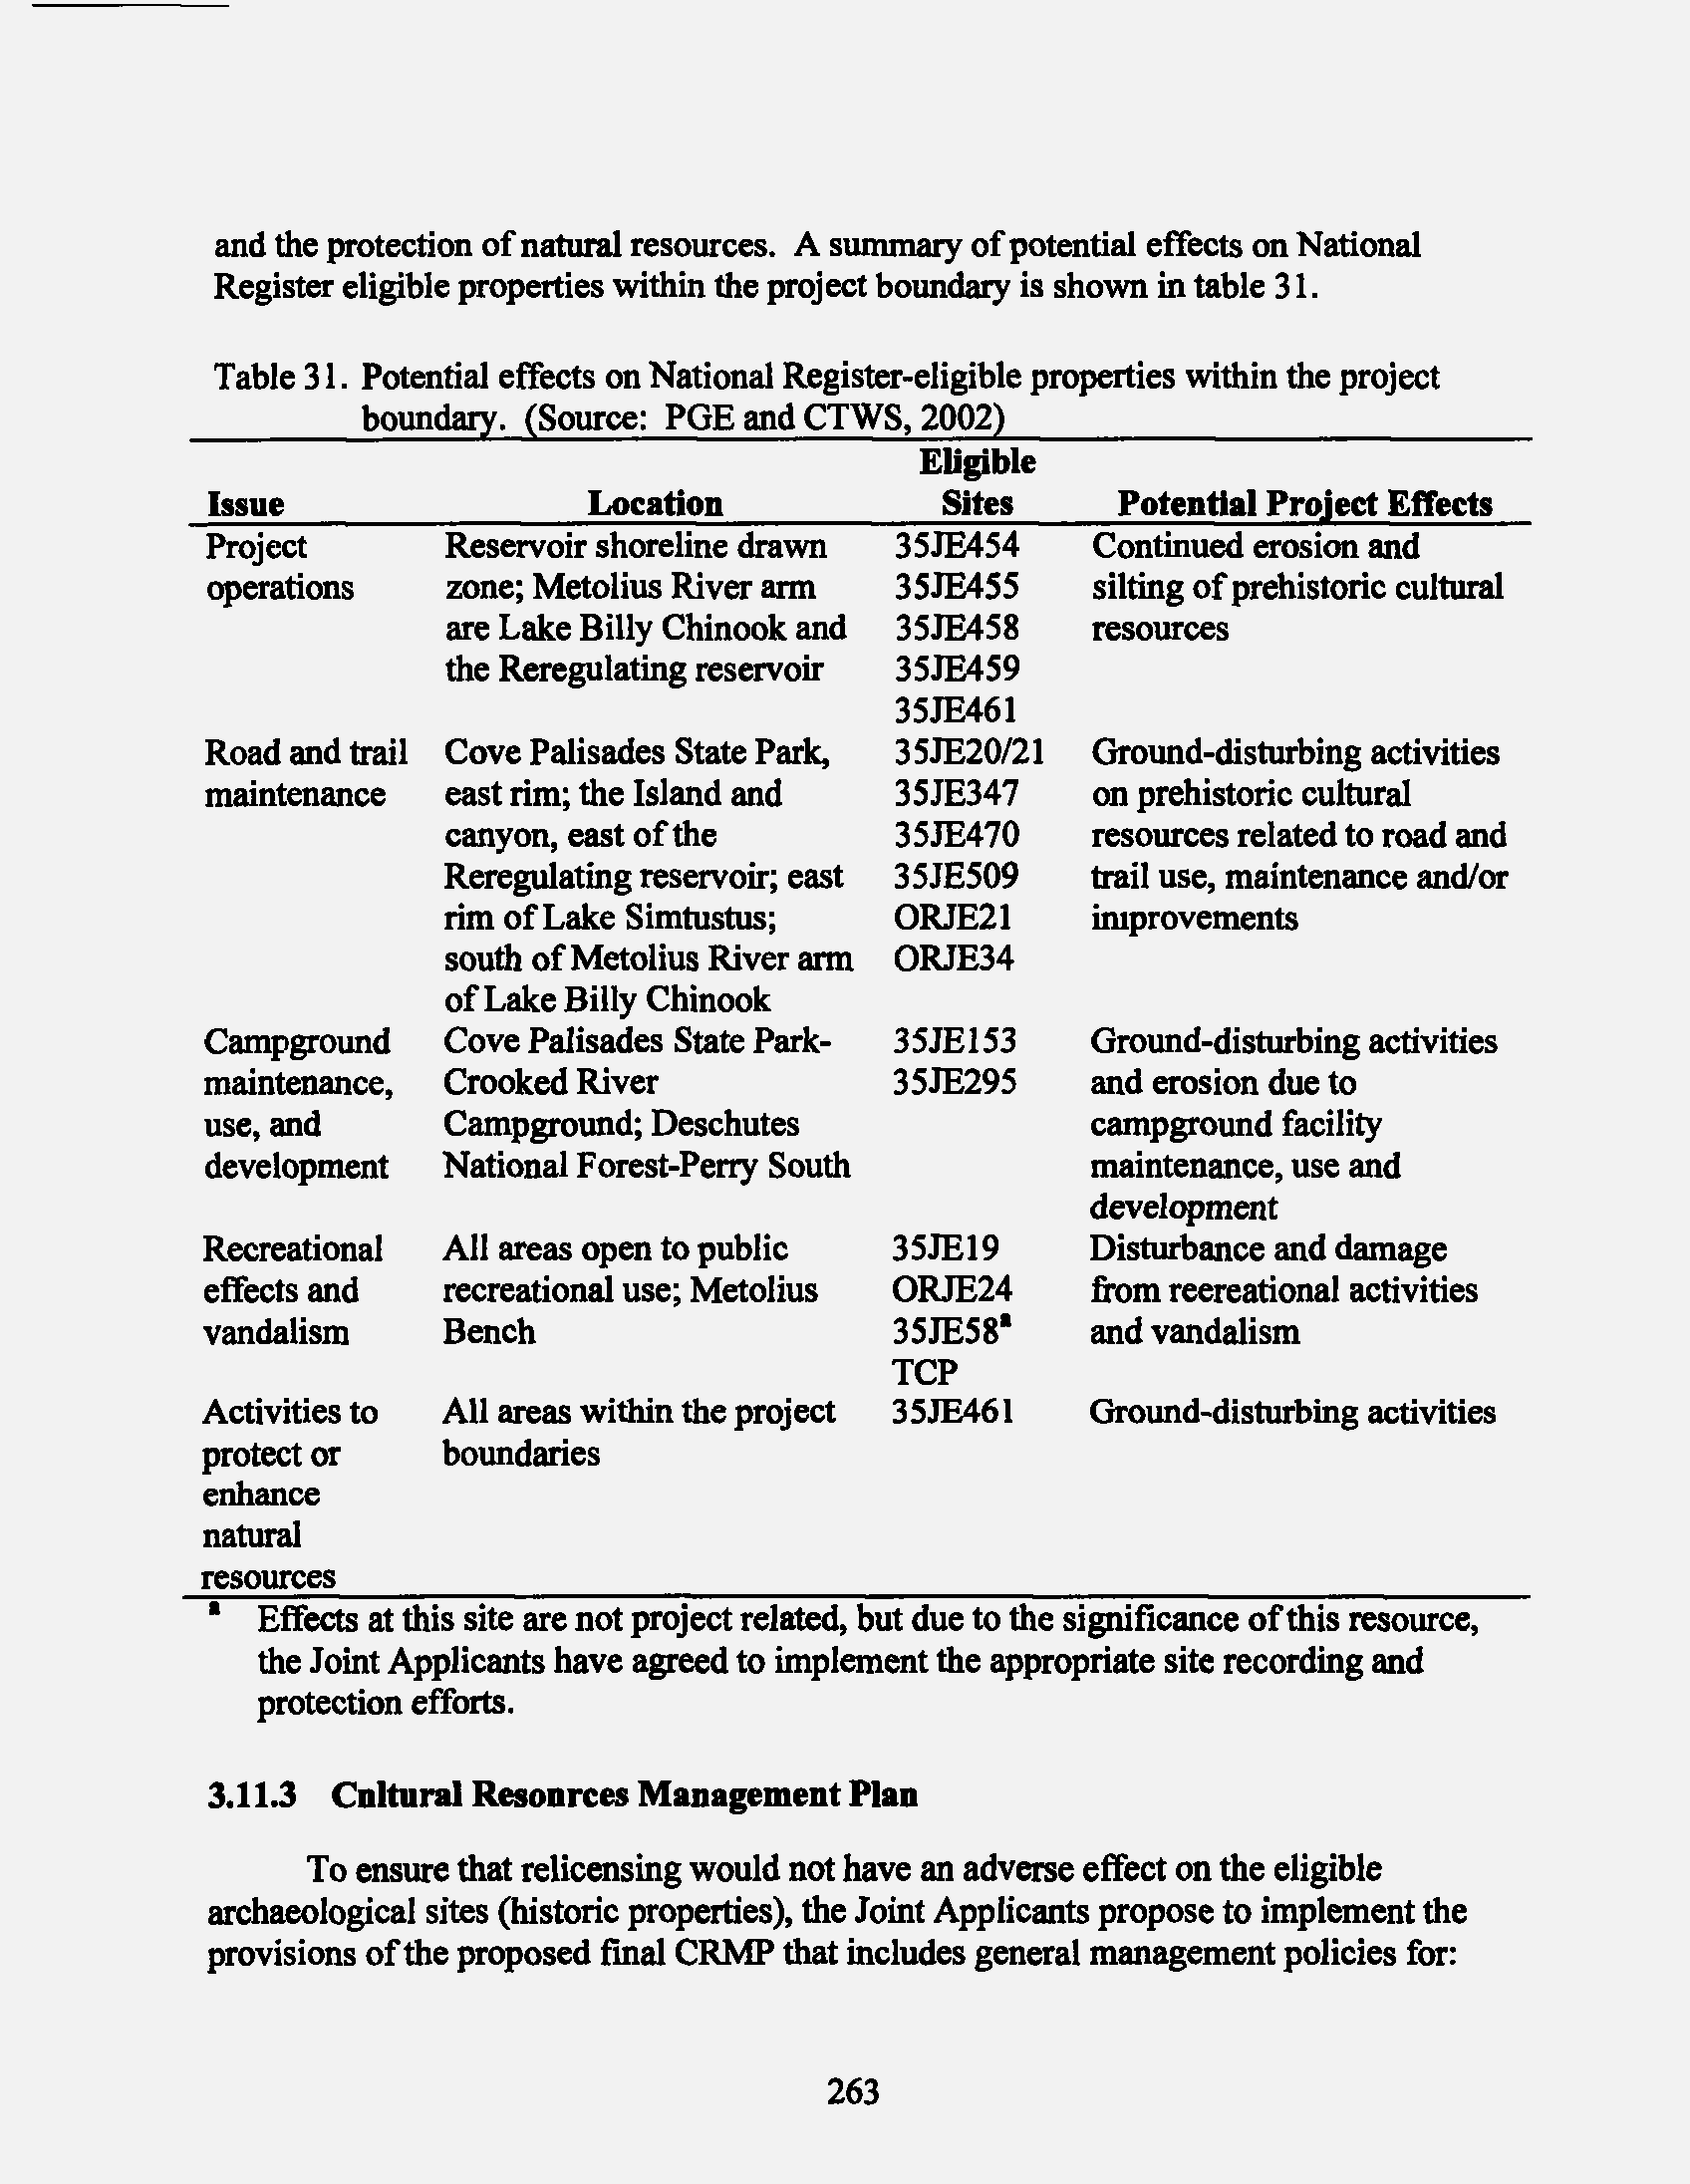 and the protection of natural resources. A summary of potential effects on National
Register eligible properties within the project boundary is shown in table 31.
Table 31. Potential effects on National Register-eligible properties within the project
boundary. (Source: PGE and CTWS, 2002)
Eligible
Issue Location Sites Potential Project Effects
Project Reservoir shoreline drawn 35JE454 Continued erosion and
operations zone; Metolius River arm 35JE455 silting of prehistoric cultural
are Lake Billy Chinook and 35JE458 resources
the Reregulating reservoir 35JE459
35JE461
Road and trail Cove Palisades State Park, 35JE20/21 Ground-disturbing activities
maintenance east rim; the Island and 35JE347 on prehistoric cultural
canyon, east of the 35JE470 resources related to road and
Reregulating reservoir; east 35JE509 trail use, maintenance and/or
rim of Lake Simtustus; ORJE21 improvements
south of Metolius River arm ORJE34
of Lake Billy Chinook
Campground Cove Palisades State Park- 35JE153 Ground-disturbing activities
maintenance, Crooked River 35JE295 and erosion due to
use, and Campground; Deschutes campground facility
development National Forest-Perry South maintenance, use and
development
Recreational All areas open to public 35JE19 Disturbance and damage
effects and recreational use; Metolius ORJE24 from reereational activities
vandalism Bench 35JE58ª and vandalism
TCP
Activities to All areas within the project 35JE461 Ground-disturbing activities
protect or boundaries
enhance
natural
resources
ª Effects at this site are not project related, but due to the significance of this resource,
the Joint Applicants have agreed to implement the appropriate site recording and
protection efforts.
3.11.3 Cnltural Resonrces Management Plan
To ensure that relicensing would not have an adverse effect on the eligible
archaeological sites (historic properties), the Joint Applicants propose to implement the
provisions of the proposed final CRMP that includes general management policies for:
263